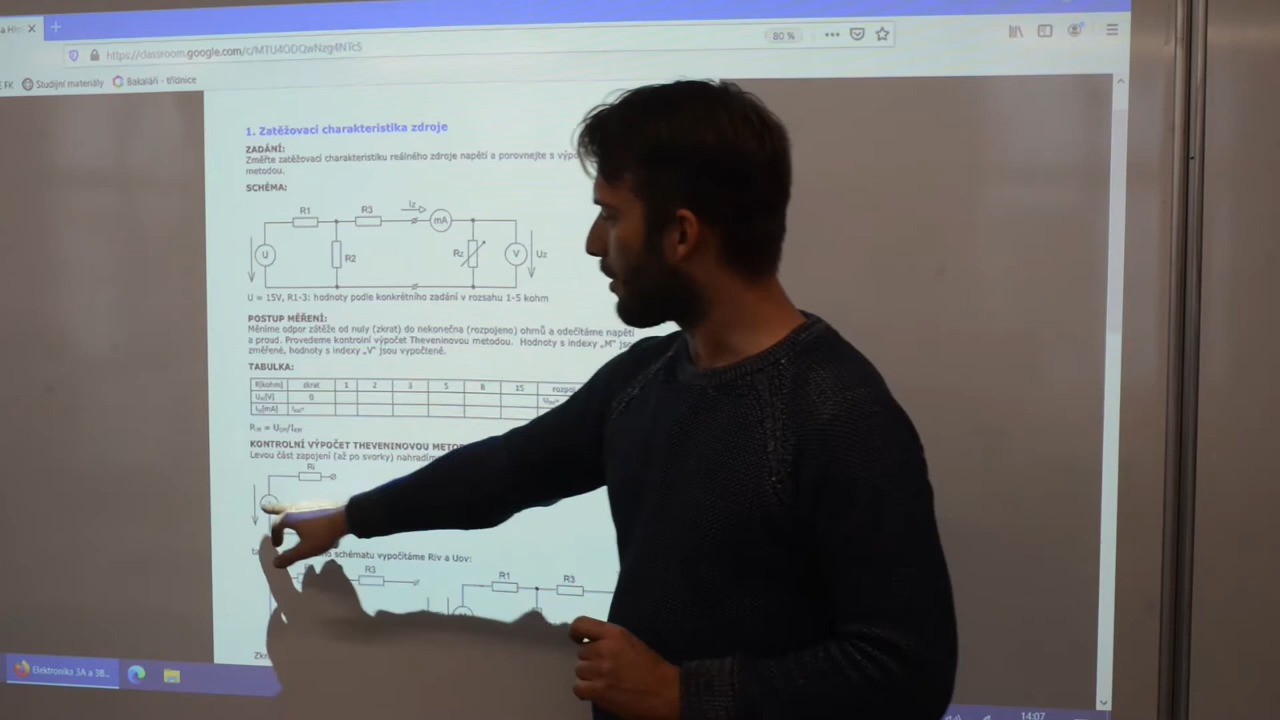 https://classroom.google.com/c/MTU4ODQwNzg4NTc5
80 %
FK
Studijní materiály
Bakaláři - třídnice
1. Zatěžovací charakteristika zdroje
ZADÁNÍ:
Změřte zatěžovací charakteristiku reálného zdroje napětí a porovnejte s
metodou.
SCHÉMA:
R1
R3
Iz
mA
U
R2
Rz
V
Uz
U = 15V, R1-3: hodnoty podle konkrétního zadání v rozsahu 1-5 kohm
POSTUP MĚŘENÍ:
Měníme odpor zátěže od nuly (zkrat) do nekonečna (rozpojeno) ohmů a odečítáme napětí
a proud. Provedeme kontrolní výpočet Theveninovou metodou. Hodnoty s indexy „M"
změřené, hodnoty s indexy „V" jsou vypočtené.
TABULKA:
R[kohm] zkrat 1 2 3 5 8 15
0
KONTROLNÍ VÝPOČET THEVENINOVOU
Levou část zapojení (až po svorky)
Ri
schématu vypočítáme Riv a Uov:
R3
R1
R3
Elektronika 3A a 3B...
14:07